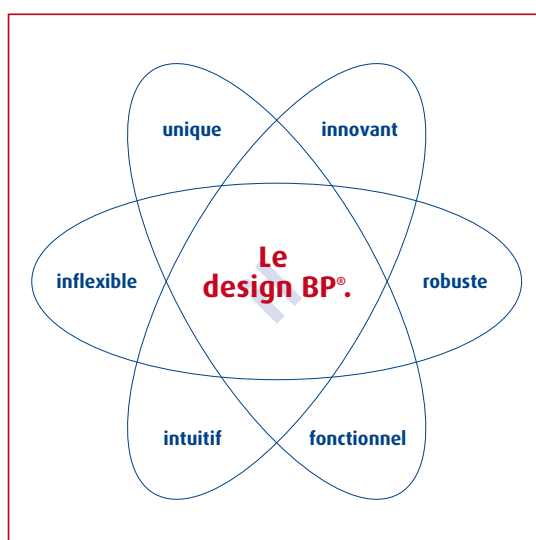 unique innovant
Le
inflexible design BP®. robuste
intuitif fonctionnel